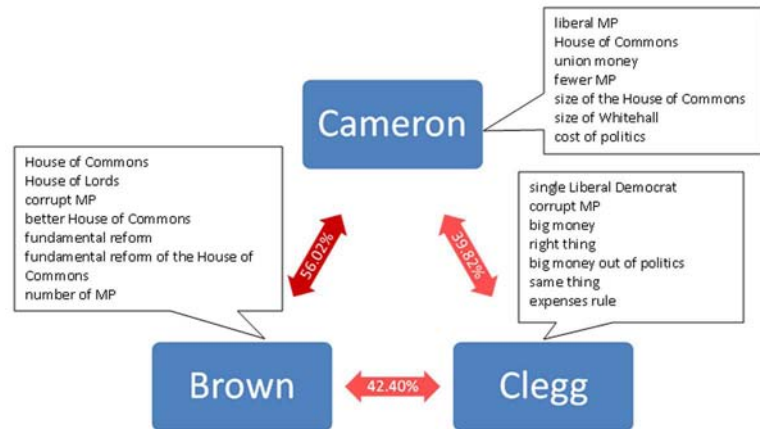 liberal MP
House of Commons
union money
fewer MP
size of the House of Commons
size of Whitehall
cost of politics
Cameron
House of Commons
House of Lords
corrupt MP
better House of Commons
fundamental reform
fundamental reform of the House of
Commons
number of MP
single Liberal Democrat
corrupt MP
big money
right thing
big money out of politics
same thing
expenses rule
56.02%
39.82%
Brown
42.40%
Clegg